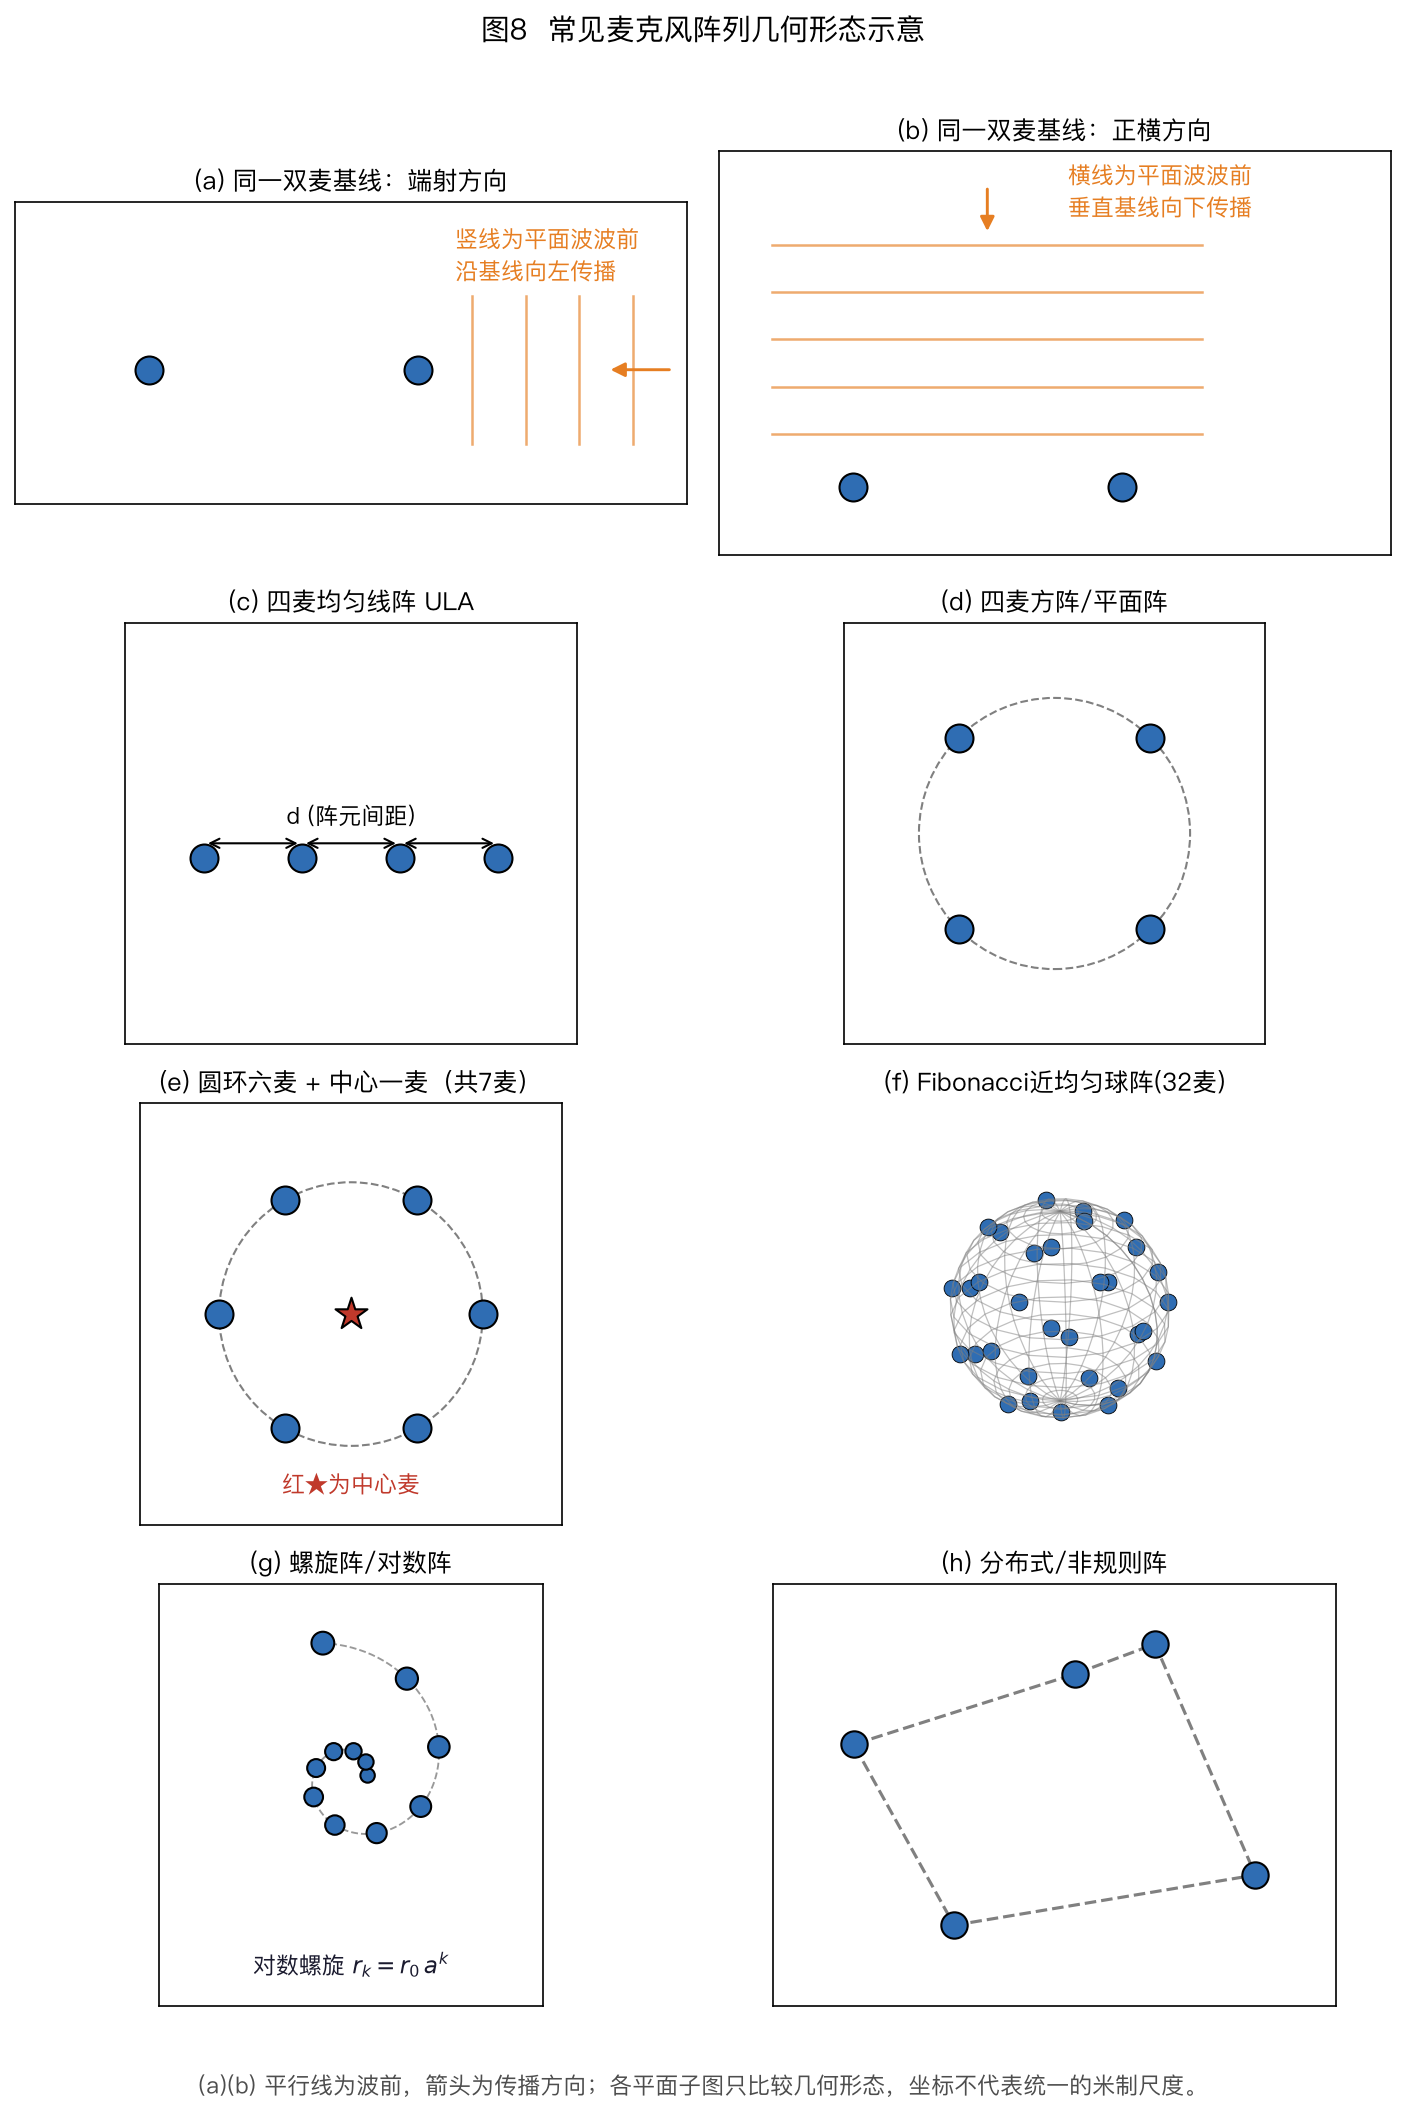 图8 常见麦克风阵列几何形态示意
(a) 同一双麦基线：端射方向
竖线为平面波波前
沿基线向左传播
(b) 同一双麦基线：正横方向
横线为平面波波前
垂直基线向下传播
(c) 四麦均匀线阵 ULA
d (阵元间距)
(d) 四麦方阵/平面阵
(e) 圆环六麦 + 中心一麦（共7麦）
红★为中心麦
(f) Fibonacci近均匀球阵(32麦)
(g) 螺旋阵/对数阵
对数螺旋 $r_k = r_0 a^k$
(h) 分布式/非规则阵
(a)(b) 平行线为波前，箭头为传播方向；各平面子图只比较几何形态，坐标不代表统一的米制尺度。